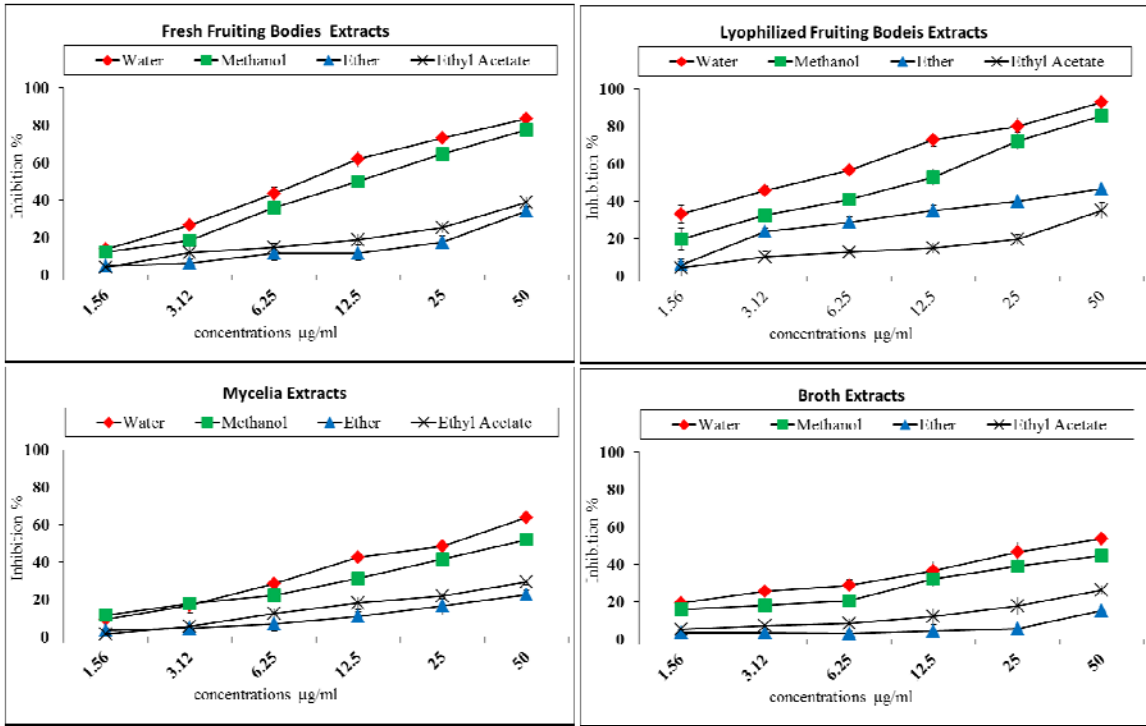 Fresh Fruiting Bodies Extracts
Water Methanol Ether Ethyl Acetate
100
80
60
40
20
0
Inhibition %
1.56 3.12 6.25 12.5 25 50
concentrations µg/ml
Lyophilized Fruiting Bodeis Extracts
Water Methanol Ether Ethyl Acetate
100
80
60
40
20
0
Inhibition %
1.56 3.12 6.25 12.5 25 50
concentrations µg/ml
Mycelia Extracts
Water Methanol Ether Ethyl Acetate
100
80
60
40
20
0
Inhibition %
1.56 3.12 6.25 12.5 25 50
concentrations µg/ml
Broth Extracts
Water Methanol Ether Ethyl Acetate
100
80
60
40
20
0
Inhibition %
1.56 3.12 6.25 12.5 25 50
concentrations µg/ml